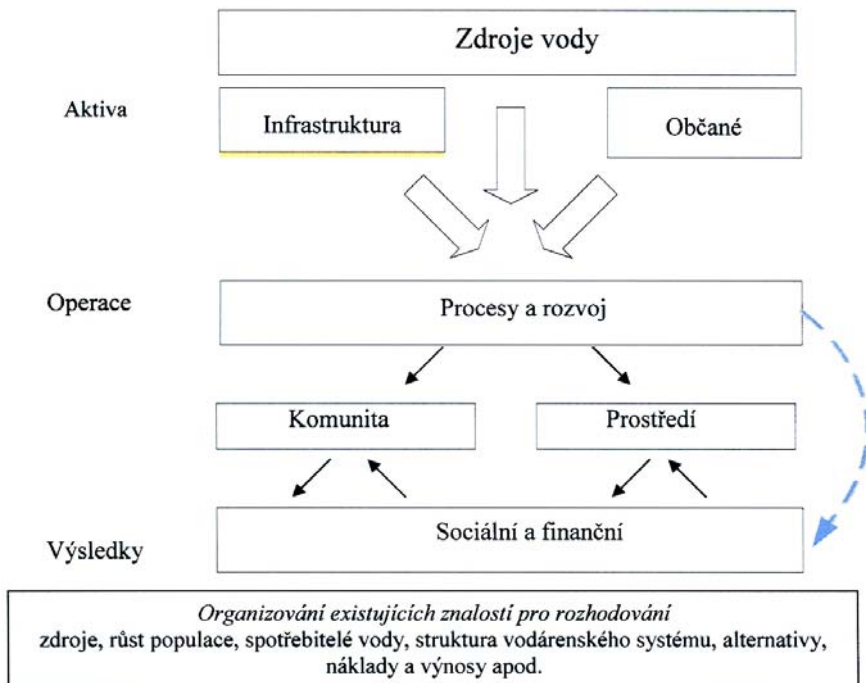 Zdroje vody
Aktiva
Infrastruktura
Občané
Operace
Procesy a rozvoj
Komunita
Prostředí
Výsledky
Sociální a finanční
Organizování existujících znalostí pro rozhodování
zdroje, růst populace, spotřebitelé vody, struktura vodárenského systému, alternativy,
náklady a výnosy apod.